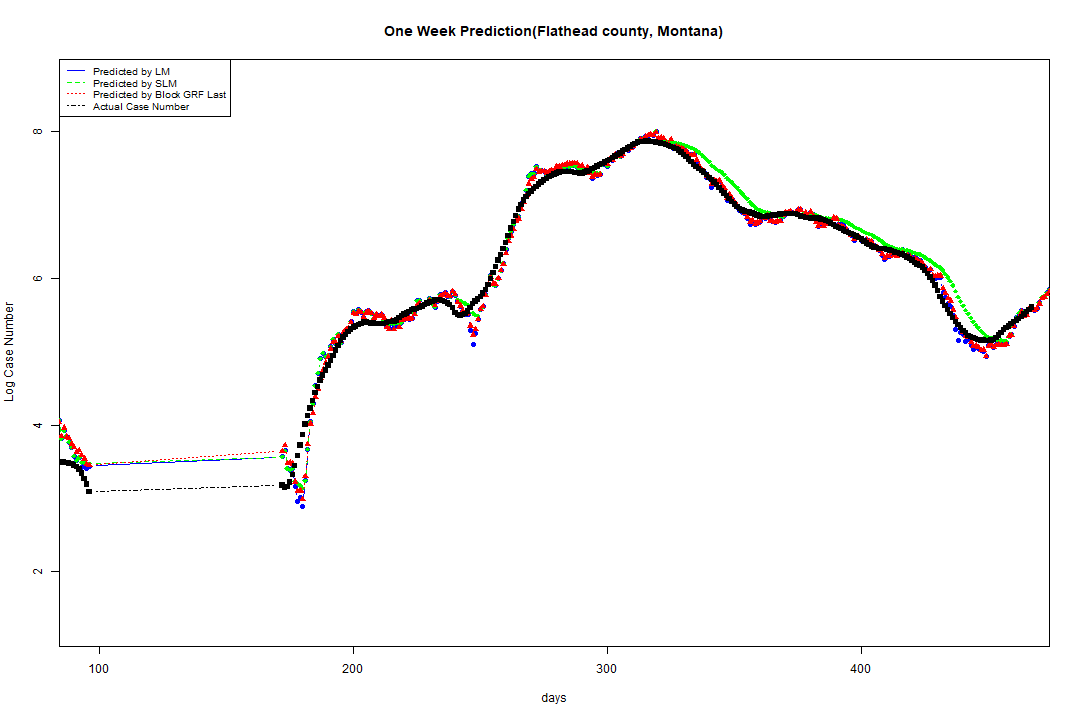 One Week Prediction(Flathead county, Montana)
Predicted by LM
Predicted by SLM
Predicted by Block GRF Last
Actual Case Number
8
6
4
2
Log Case Number
100 200 300 400
days